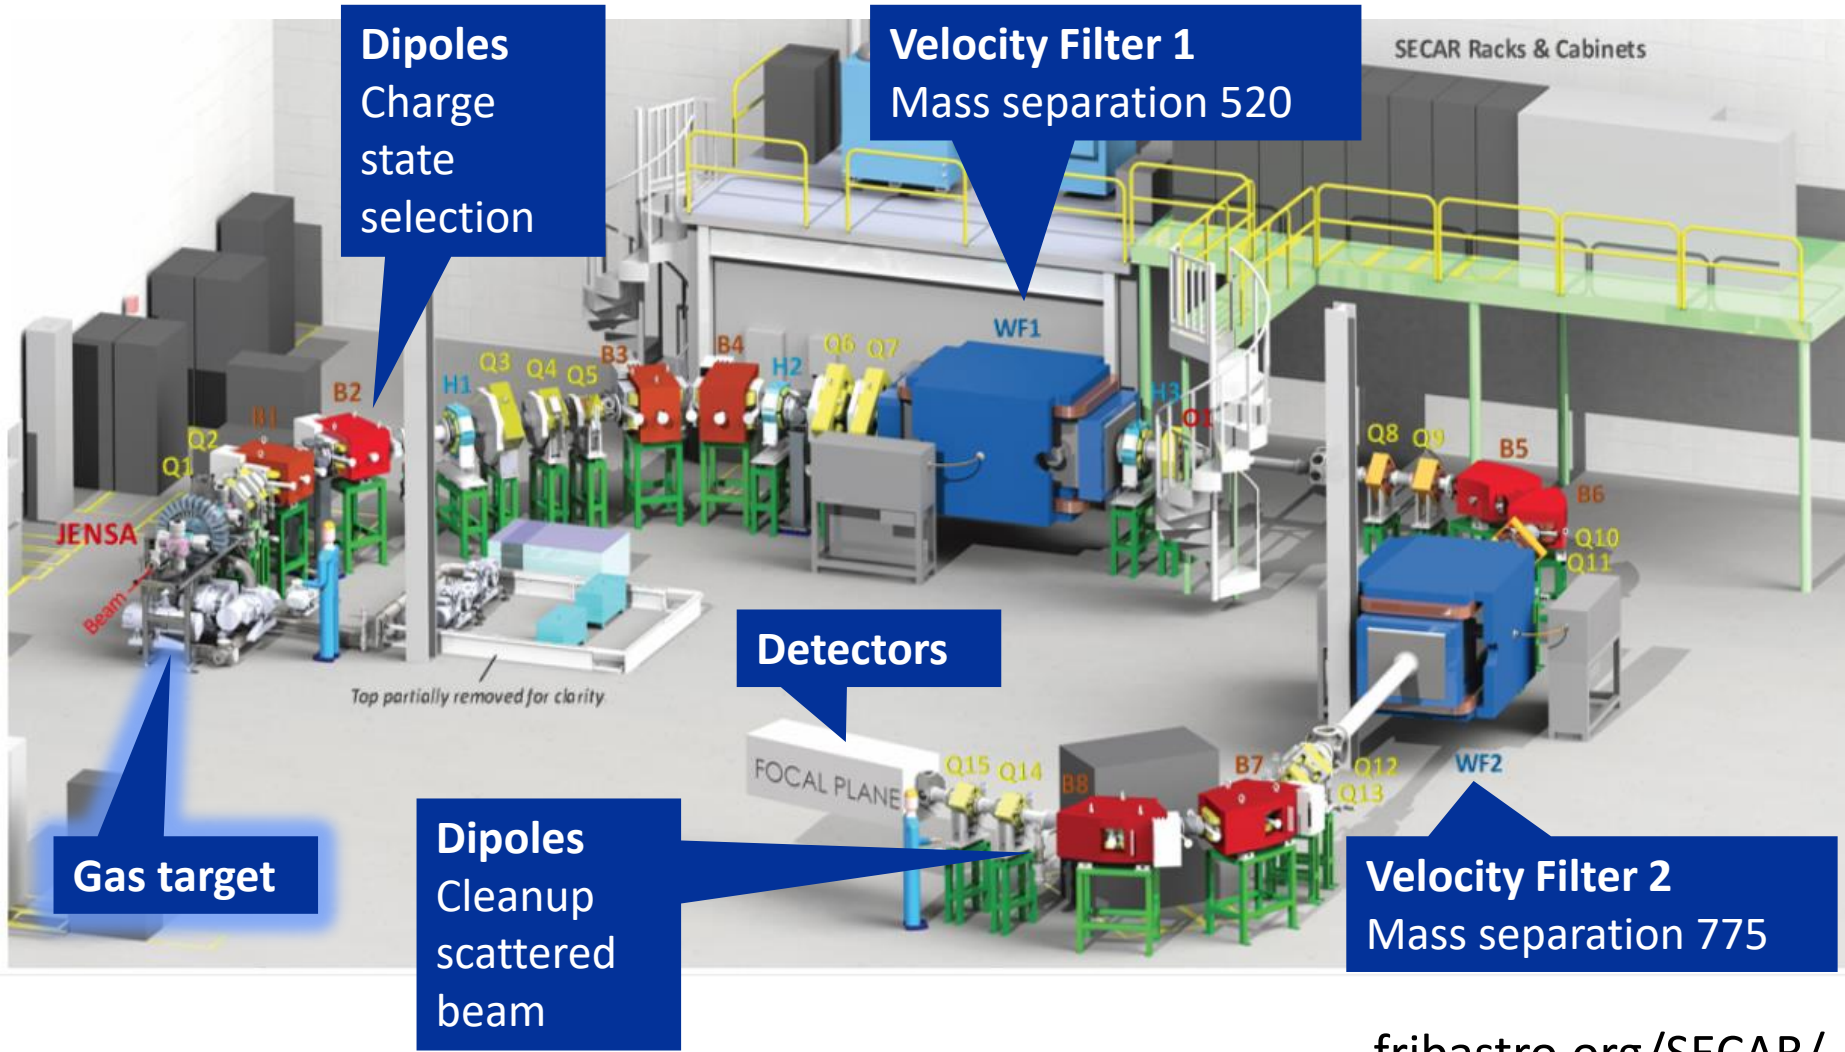 Dipoles
Charge
state
selection
Velocity Filter 1
Mass separation 520
SECAR Racks & Cabinets
WF1
B3
B4
H2
Q6
Q7
H1
Q3
Q4
Q5
B2
B1
Q2
Q1
H3
O1
Q8
Q9
B5
B6
Q10
Q11
JENSA
Beam
Top partially removed for clarity
Detectors
FOCAL PLANE
Q15
Q14
B8
B7
Q12
Q13
WF2
Gas target
Dipoles
Cleanup
scattered
beam
Velocity Filter 2
Mass separation 775
fribastro.org/SECAR/